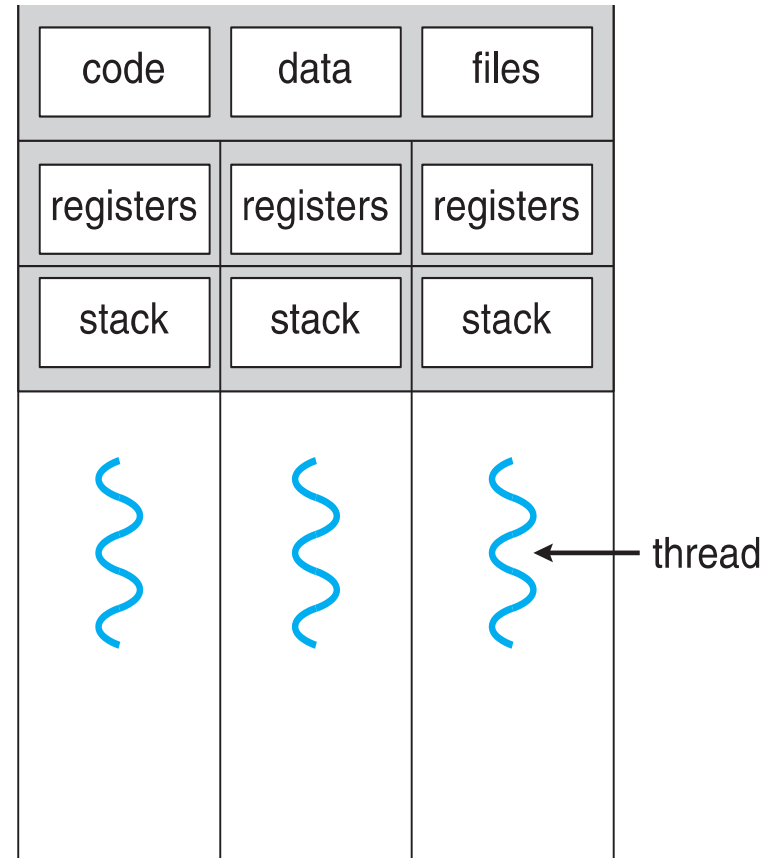 code data files
registers registers registers
stack stack stack
thread